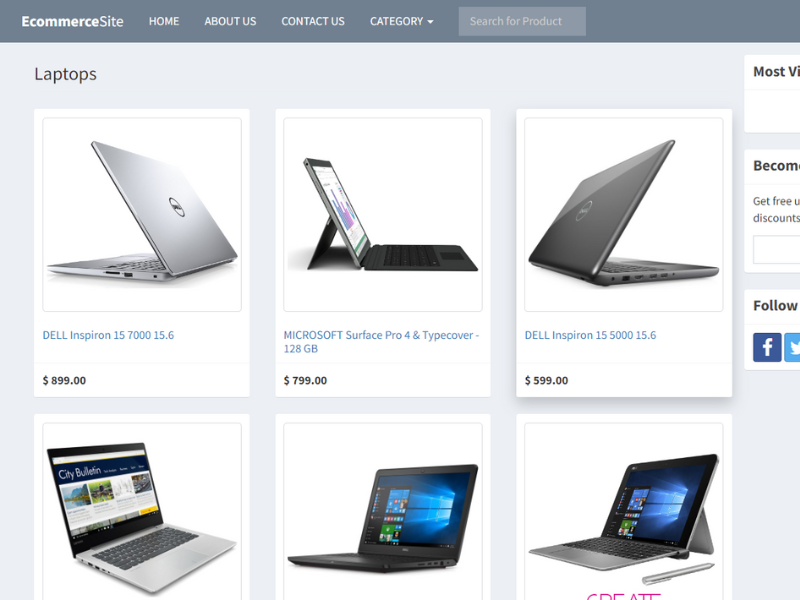 EcommerceSite HOME ABOUT US CONTACT US CATEGORY Search for Product
Laptops
DELL Inspiron 15 7000 15.6
$ 899.00
MICROSOFT Surface Pro 4 & Typecover -
128 GB
$ 799.00
DELL Inspiron 15 5000 15.6
$ 599.00
City Bulletin
CREATE
Most Vi
Becom
Get free u
discounts
Follow